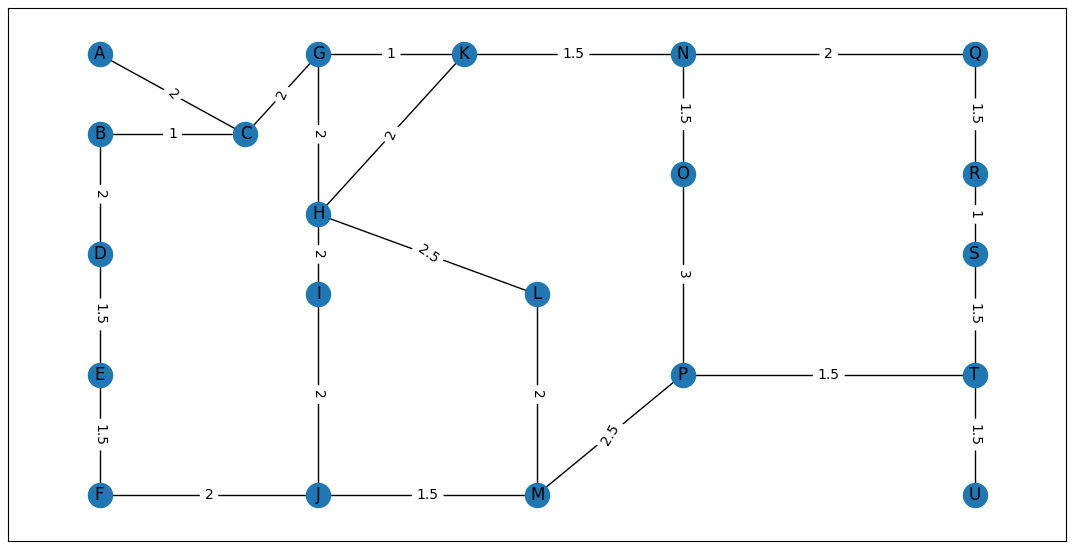 A G 1 K 1.5 N 2 Q
2 2
B 1 C 2 2 1.5 1.5
O R
2 H 1
D 2 2.5 S
I L
1.5 3 1.5
E P 1.5 T
2 2
1.5 2.5 1.5
F 2 J 1.5 M U